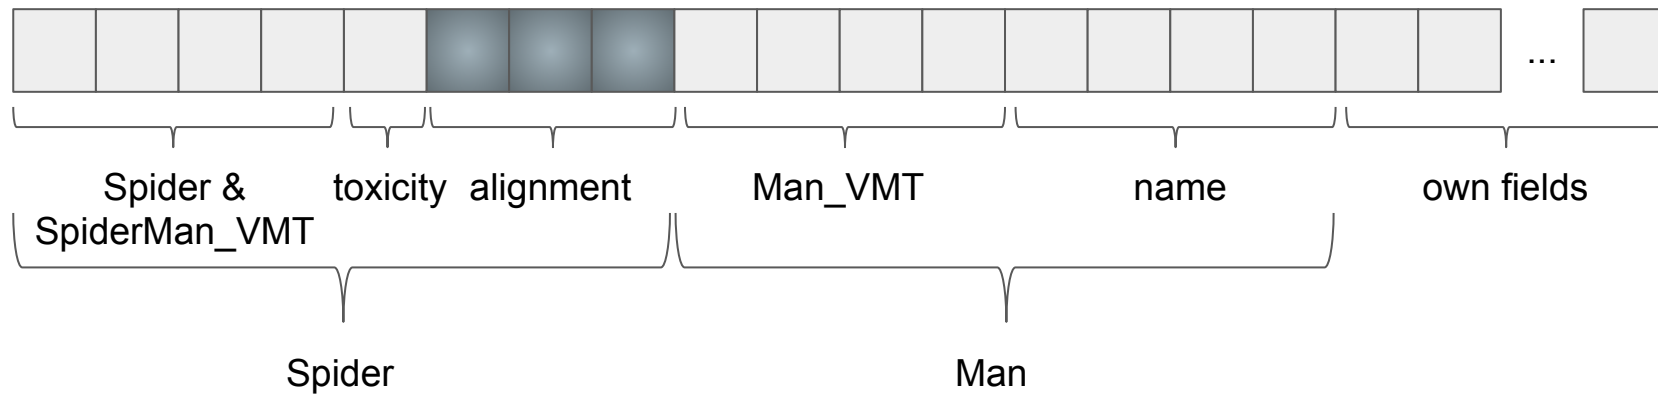 ...
Spider &
SpiderMan_VMT
toxicity
alignment
Man_VMT
name
own fields
Spider
Man